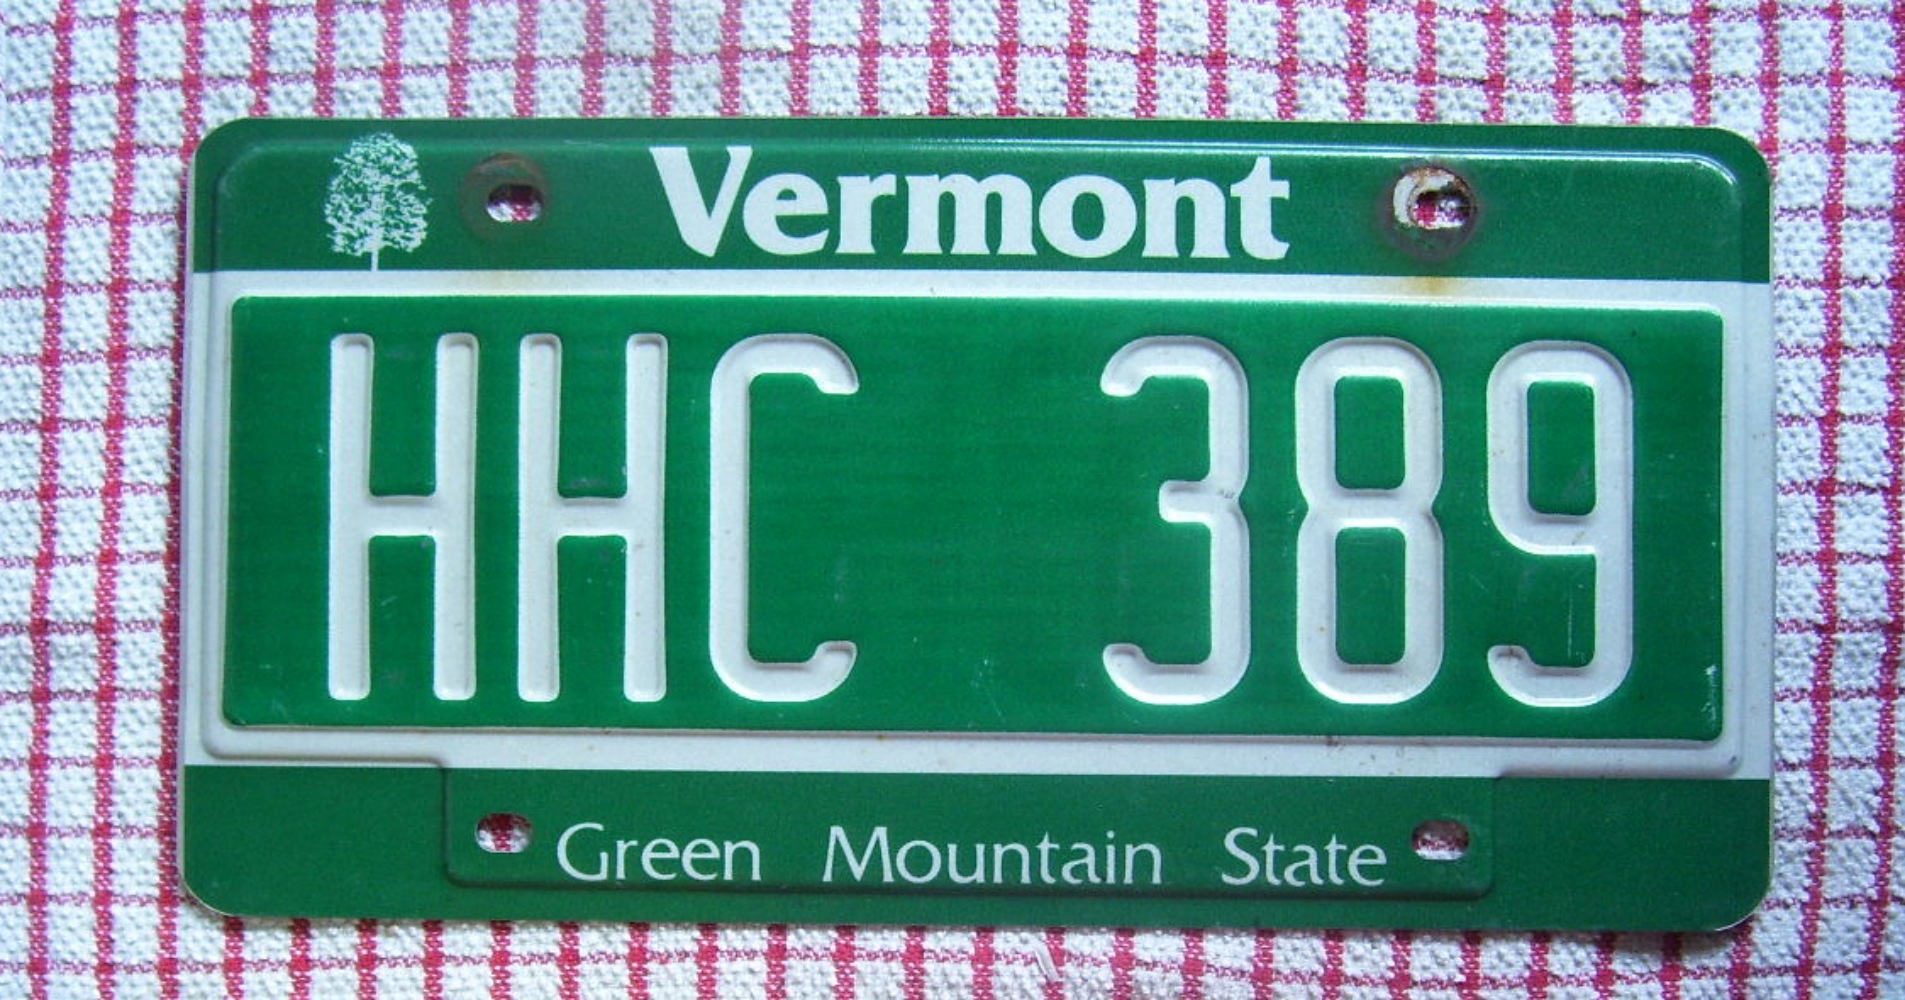 Vermont
HHC 389
Green Mountain State